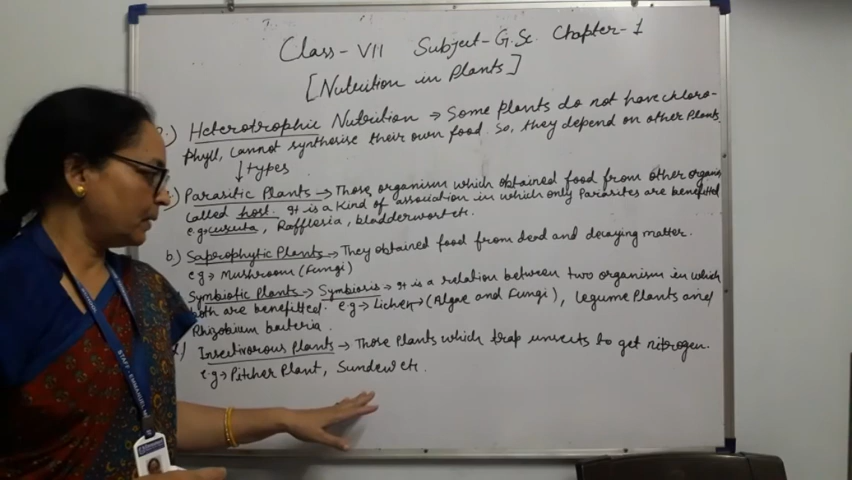 Class - VII Subject - G.Sc. Chapter - 1
[Nutrition in Plants]
2.) Heterotrophic Nutrition → Some plants do not have chloro-
phyll, cannot synthesise their own food. So, they depend on other plants
↓ types
) Parasitic Plants → Those organism which obtained food from other organis
called host. It is a kind of association in which only Parasites are benefitted
e.g → cuscuta, Rafflesia, bladderwort etc.
b) Saprophytic Plants → They obtained food from dead and decaying matter.
eg → Mushroom (Fungi)
Symbiotic Plants → Symbiosis → It is a relation between two organism in which
both are benefitted. e.g → Lichen → (Algae and Fungi), legume Plants and
Rhizobium bacteria.
) Insectivorous Plants → Those Plants which trap unsects to get nitrogen.
e.g → Pitcher Plant, Sundew etc.
STAFF, EMMANUEL M